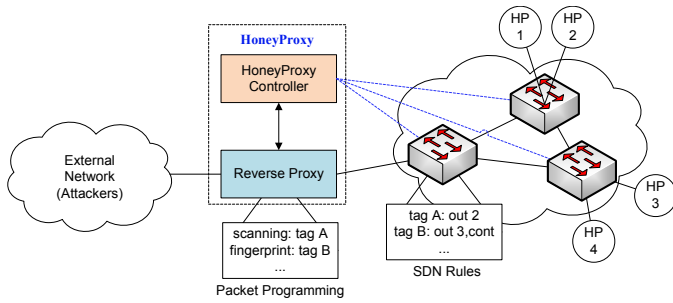 HoneyProxy
HoneyProxy
Controller
Reverse Proxy
External
Network
(Attackers)
scanning: tag A
fingerprint: tag B
...
Packet Programming
tag A: out 2
tag B: out 3,cont
...
SDN Rules
HP
1
HP
2
HP
3
HP
4